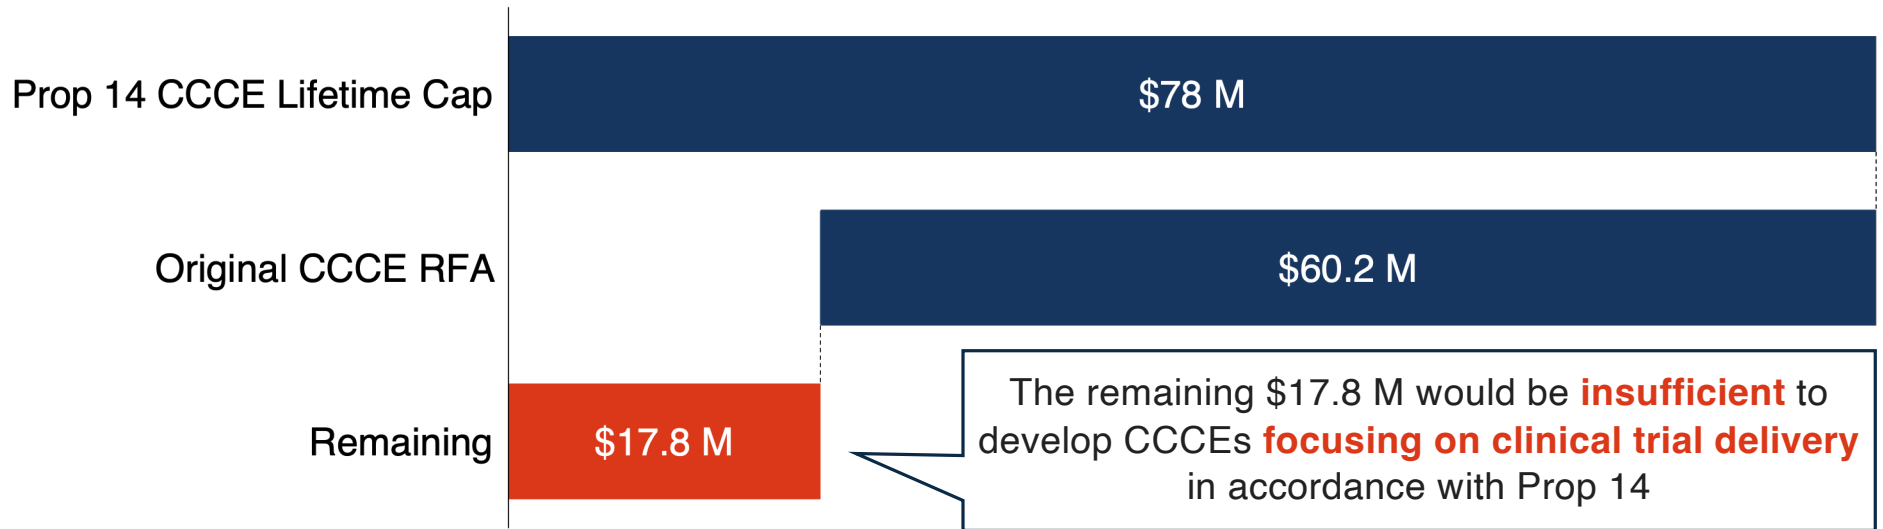 Prop 14 CCCE Lifetime Cap
$78 M
Original CCCE RFA
$60.2 M
Remaining
$17.8 M
The remaining $17.8 M would be insufficient to
develop CCCEs focusing on clinical trial delivery
in accordance with Prop 14